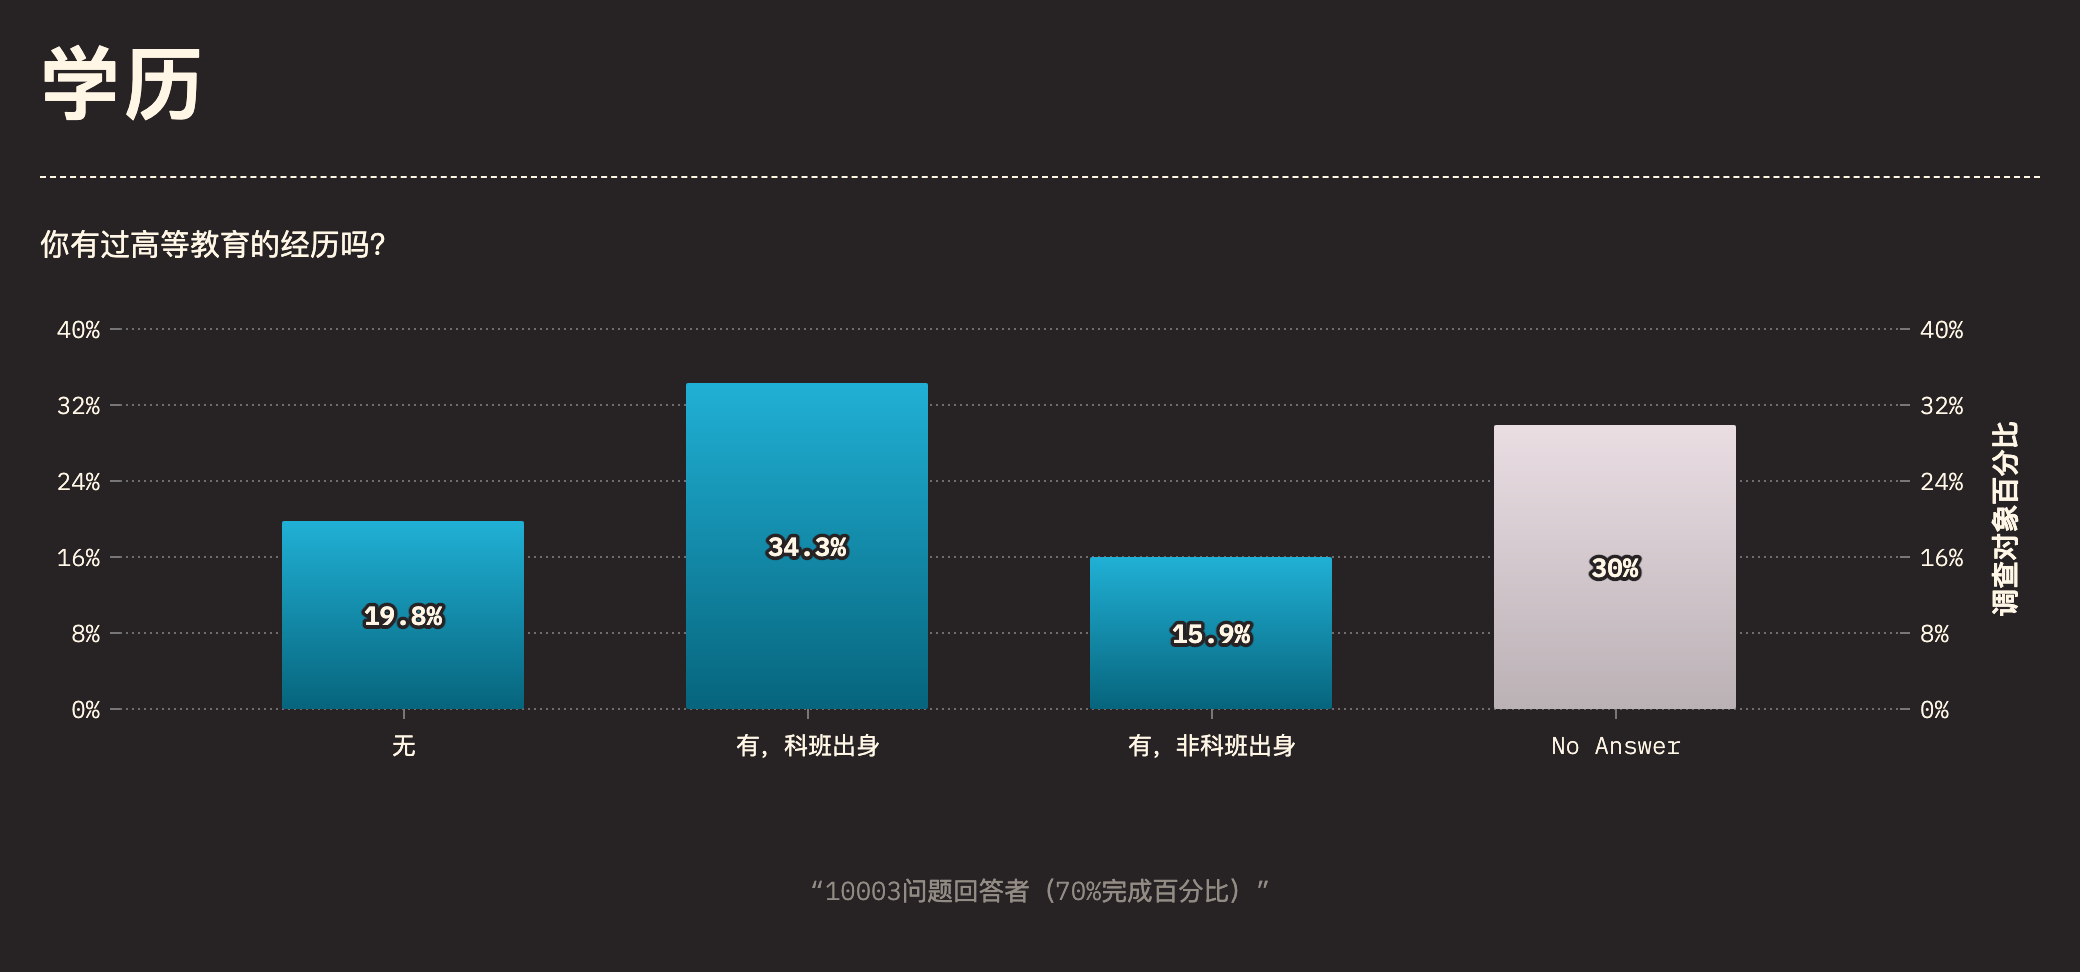 学历
你有过高等教育的经历吗?
40%
32%
24%
16%
8%
0%
19.8%
34.3%
15.9%
30%
40%
32%
24%
16%
8%
0%
调查对象百分比
无
有，科班出身
有，非科班出身
No Answer
“10003问题回答者（70%完成百分比）”